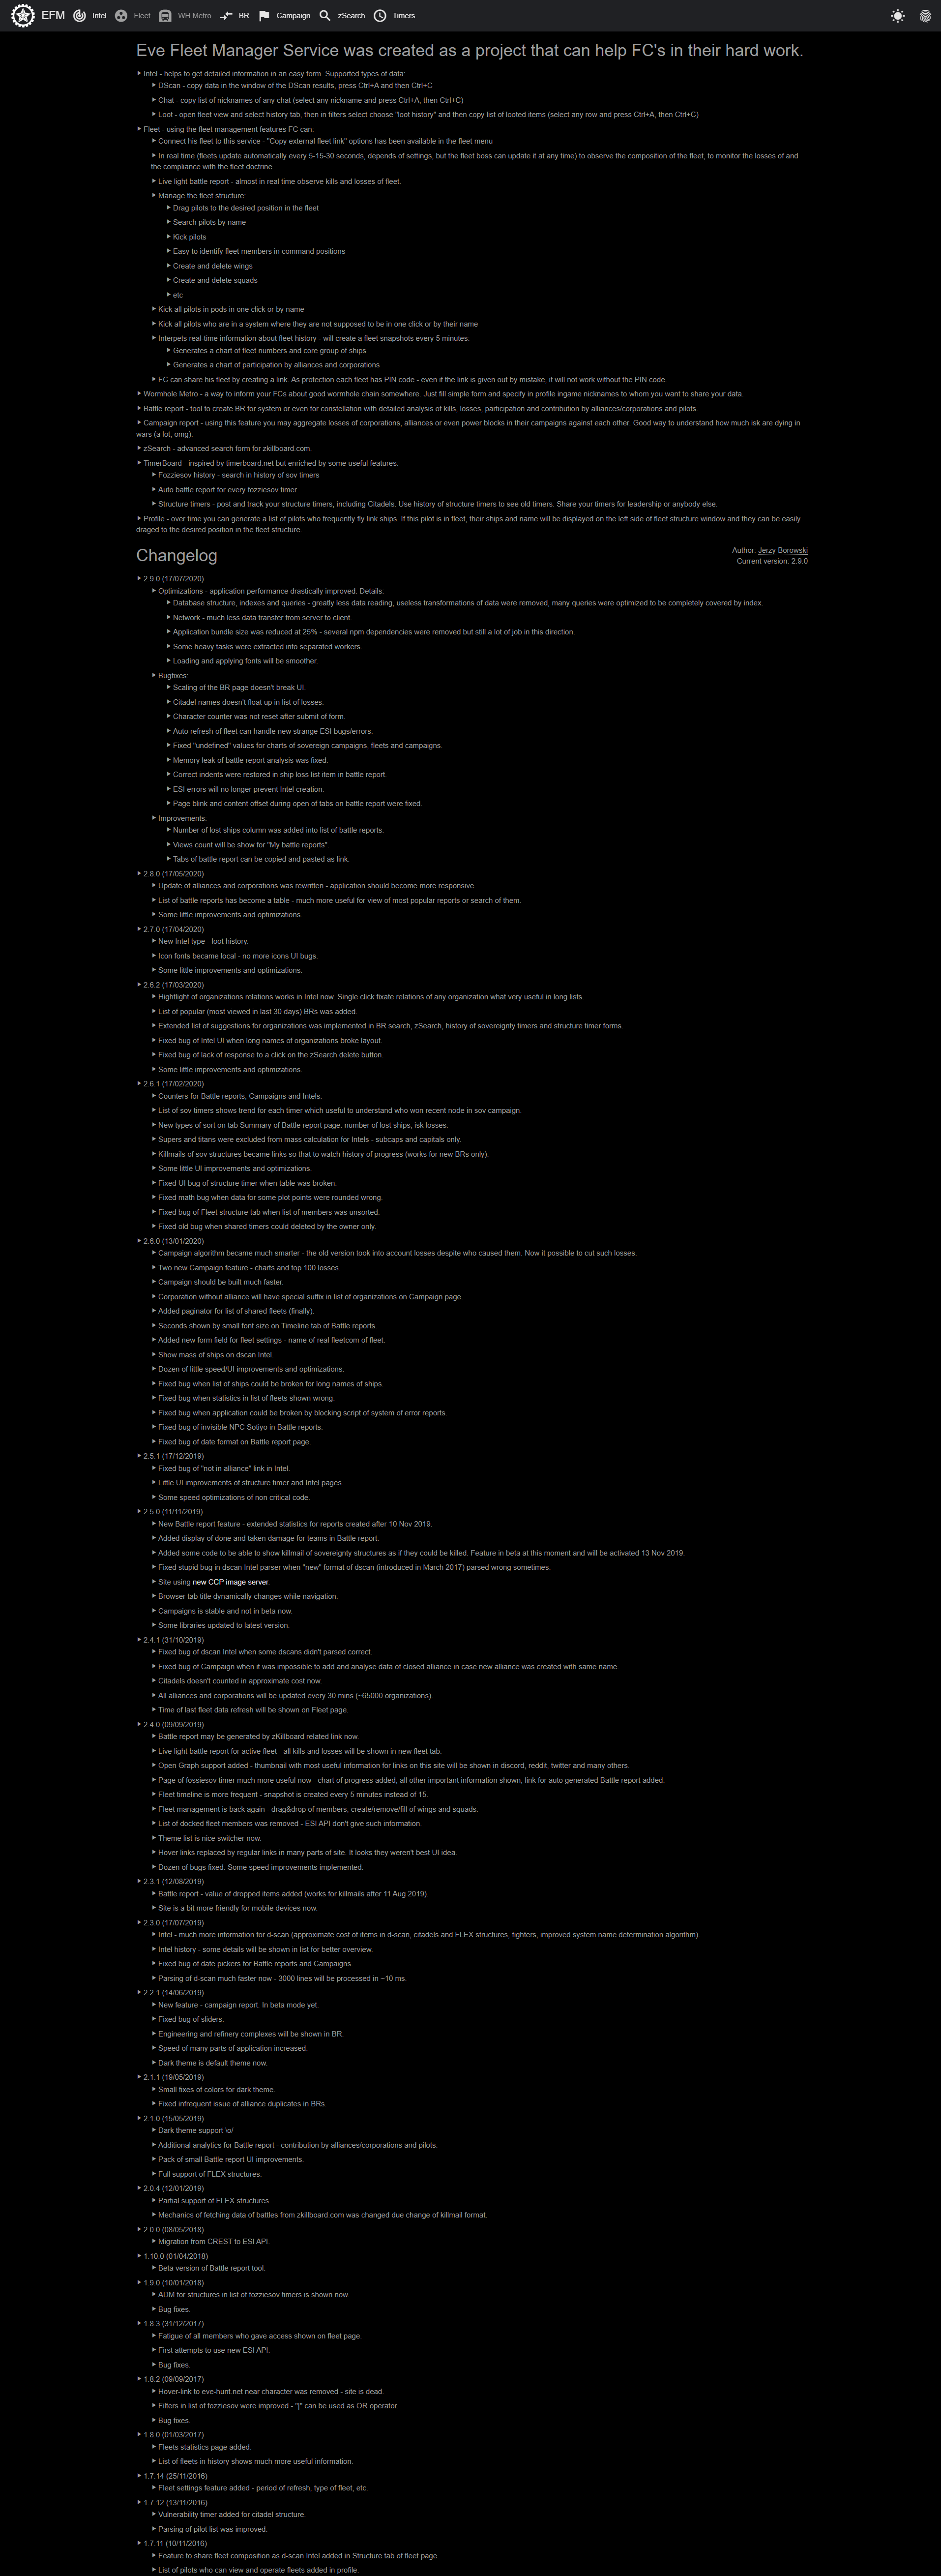 EFM Intel Fleet WH Metro BR Campaign zSearch Timers
Eve Fleet Manager Service was created as a project that can help FC's in their hard work.
Intel - helps to get detailed information in an easy form. Supported types of data:
DScan - copy data in the window of the DScan results, press Ctrl+A and then Ctrl+C
Chat - copy list of nicknames of any chat (select any nickname and press Ctrl+A, then Ctrl+C)
Loot - open fleet view and select history tab, then in filters select choose "loot history" and then copy list of looted items (select any row and press Ctrl+A, then Ctrl+C)
Fleet - using the fleet management features FC can:
Connect his fleet to this service - "Copy external fleet link" options has been available in the fleet menu
In real time (fleets update automatically every 5-15-30 seconds, depends of settings, but the fleet boss can update it at any time) to observe the composition of the fleet, to monitor the losses of and
the compliance with the fleet doctrine
Live light battle report - almost in real time observe kills and losses of fleet.
Manage the fleet structure:
Drag pilots to the desired position in the fleet
Search pilots by name
Kick pilots
Easy to identify fleet members in command positions
Create and delete wings
Create and delete squads
etc
Kick all pilots in pods in one click or by name
Kick all pilots who are in a system where they are not supposed to be in one click or by their name
Interpets real-time information about fleet history - will create a fleet snapshots every 5 minutes:
Generates a chart of fleet numbers and core group of ships
Generates a chart of participation by alliances and corporations
FC can share his fleet by creating a link. As protection each fleet has PIN code - even if the link is given out by mistake, it will not work without the PIN code.
Wormhole Metro - a way to inform your FCs about good wormhole chain somewhere. Just fill simple form and specify in profile ingame nicknames to whom you want to share your data.
Battle report - tool to create BR for system or even for constellation with detailed analysis of kills, losses, participation and contribution by alliances/corporations and pilots.
Campaign report - using this feature you may aggregate losses of corporations, alliances or even power blocks in their campaigns against each other. Good way to understand how much isk are dying in
wars (a lot, omg).
zSearch - advanced search form for zkillboard.com.
TimerBoard - inspired by timerboard.net but enriched by some useful features:
Fozziesov history - search in history of sov timers
Auto battle report for every fozziesov timer
Structure timers - post and track your structure timers, including Citadels. Use history of structure timers to see old timers. Share your timers for leadership or anybody else.
Profile - over time you can generate a list of pilots who frequently fly link ships. If this pilot is in fleet, their ships and name will be displayed on the left side of fleet structure window and they can be easily
draged to the desired position in the fleet structure.
Changelog
Author: Jerzy Borowski
Current version: 2.9.0
2.9.0 (17/07/2020)
Optimizations - application performance drastically improved. Details:
Database structure, indexes and queries - greatly less data reading, useless transformations of data were removed, many queries were optimized to be completely covered by index.
Network - much less data transfer from server to client.
Application bundle size was reduced at 25% - several npm dependencies were removed but still a lot of job in this direction.
Some heavy tasks were extracted into separated workers.
Loading and applying fonts will be smoother.
Bugfixes:
Scaling of the BR page doesn't break UI.
Citadel names doesn't float up in list of losses.
Character counter was not reset after submit of form.
Auto refresh of fleet can handle new strange ESI bugs/errors.
Fixed "undefined" values for charts of sovereign campaigns, fleets and campaigns.
Memory leak of battle report analysis was fixed.
Correct indents were restored in ship loss list item in battle report.
ESI errors will no longer prevent Intel creation.
Page blink and content offset during open of tabs on battle report were fixed.
Improvements:
Number of lost ships column was added into list of battle reports.
Views count will be show for "My battle reports".
Tabs of battle report can be copied and pasted as link.
2.8.0 (17/05/2020)
Update of alliances and corporations was rewritten - application should become more responsive.
List of battle reports has become a table - much more useful for view of most popular reports or search of them.
Some little improvements and optimizations.
2.7.0 (17/04/2020)
New Intel type - loot history.
Icon fonts became local - no more icons UI bugs.
Some little improvements and optimizations.
2.6.2 (17/03/2020)
Hightlight of organizations relations works in Intel now. Single click fixate relations of any organization what very useful in long lists.
List of popular (most viewed in last 30 days) BRs was added.
Extended list of suggestions for organizations was implemented in BR search, zSearch, history of sovereignty timers and structure timer forms.
Fixed bug of Intel UI when long names of organizations broke layout.
Fixed bug of lack of response to a click on the zSearch delete button.
Some little improvements and optimizations.
2.6.1 (17/02/2020)
Counters for Battle reports, Campaigns and Intels.
List of sov timers shows trend for each timer which useful to understand who won recent node in sov campaign.
New types of sort on tab Summary of Battle report page: number of lost ships, isk losses.
Supers and titans were excluded from mass calculation for Intels - subcaps and capitals only.
Killmails of sov structures became links so that to watch history of progress (works for new BRs only).
Some little UI improvements and optimizations.
Fixed UI bug of structure timer when table was broken.
Fixed math bug when data for some plot points were rounded wrong.
Fixed bug of Fleet structure tab when list of members was unsorted.
Fixed old bug when shared timers could deleted by the owner only.
2.6.0 (13/01/2020)
Campaign algorithm became much smarter - the old version took into account losses despite who caused them. Now it possible to cut such losses.
Two new Campaign feature - charts and top 100 losses.
Campaign should be built much faster.
Corporation without alliance will have special suffix in list of organizations on Campaign page.
Added paginator for list of shared fleets (finally).
Seconds shown by small font size on Timeline tab of Battle reports.
Added new form field for fleet settings - name of real fleetcom of fleet.
Show mass of ships on dscan Intel.
Dozen of little speed/UI improvements and optimizations.
Fixed bug when list of ships could be broken for long names of ships.
Fixed bug when statistics in list of fleets shown wrong.
Fixed bug when application could be broken by blocking script of system of error reports.
Fixed bug of invisible NPC Sotiyo in Battle reports.
Fixed bug of date format on Battle report page.
2.5.1 (17/12/2019)
Fixed bug of "not in alliance" link in Intel.
Little UI improvements of structure timer and Intel pages.
Some speed optimizations of non critical code.
2.5.0 (11/11/2019)
New Battle report feature - extended statistics for reports created after 10 Nov 2019.
Added display of done and taken damage for teams in Battle report.
Added some code to be able to show killmail of sovereignty structures as if they could be killed. Feature in beta at this moment and will be activated 13 Nov 2019.
Fixed stupid bug in dscan Intel parser when "new" format of dscan (introduced in March 2017) parsed wrong sometimes.
Site using new CCP image server.
Browser tab title dynamically changes while navigation.
Campaigns is stable and not in beta now.
Some libraries updated to latest version.
2.4.1 (31/10/2019)
Fixed bug of dscan Intel when some dscans didn't parsed correct.
Fixed bug of Campaign when it was impossible to add and analyse data of closed alliance in case new alliance was created with same name.
Citadels doesn't counted in approximate cost now.
All alliances and corporations will be updated every 30 mins (~65000 organizations).
Time of last fleet data refresh will be shown on Fleet page.
2.4.0 (09/09/2019)
Battle report may be generated by zKillboard related link now.
Live light battle report for active fleet - all kills and losses will be shown in new fleet tab.
Open Graph support added - thumbnail with most useful information for links on this site will be shown in discord, reddit, twitter and many others.
Page of fossiesov timer much more useful now - chart of progress added, all other important information shown, link for auto generated Battle report added.
Fleet timeline is more frequent - snapshot is created every 5 minutes instead of 15.
Fleet management is back again - drag&drop of members, create/remove/fill of wings and squads.
List of docked fleet members was removed - ESI API don't give such information.
Theme list is nice switcher now.
Hover links replaced by regular links in many parts of site. It looks they weren't best UI idea.
Dozen of bugs fixed. Some speed improvements implemented.
2.3.1 (12/08/2019)
Battle report - value of dropped items added (works for killmails after 11 Aug 2019).
Site is a bit more friendly for mobile devices now.
2.3.0 (17/07/2019)
Intel - much more information for d-scan (approximate cost of items in d-scan, citadels and FLEX structures, fighters, improved system name determination algorithm).
Intel history - some details will be shown in list for better overview.
Fixed bug of date pickers for Battle reports and Campaigns.
Parsing of d-scan much faster now - 3000 lines will be processed in ~10 ms.
2.2.1 (14/06/2019)
New feature - campaign report. In beta mode yet.
Fixed bug of sliders.
Engineering and refinery complexes will be shown in BR.
Speed of many parts of application increased.
Dark theme is default theme now.
2.1.1 (19/05/2019)
Small fixes of colors for dark theme.
Fixed infrequent issue of alliance duplicates in BRs.
2.1.0 (15/05/2019)
Dark theme support \o/
Additional analytics for Battle report - contribution by alliances/corporations and pilots.
Pack of small Battle report UI improvements.
Full support of FLEX structures.
2.0.4 (12/01/2019)
Partial support of FLEX structures.
Mechanics of fetching data of battles from zkillboard.com was changed due change of killmail format.
2.0.0 (08/05/2018)
Migration from CREST to ESI API.
1.10.0 (01/04/2018)
Beta version of Battle report tool.
1.9.0 (10/01/2018)
ADM for structures in list of fozziesov timers is shown now.
Bug fixes.
1.8.3 (31/12/2017)
Fatigue of all members who gave access shown on fleet page.
First attempts to use new ESI API.
Bug fixes.
1.8.2 (09/09/2017)
Hover-link to eve-hunt.net near character was removed - site is dead.
Filters in list of fozziesov were improved - "|" can be used as OR operator.
Bug fixes.
1.8.0 (01/03/2017)
Fleets statistics page added.
List of fleets in history shows much more useful information.
1.7.14 (25/11/2016)
Fleet settings feature added - period of refresh, type of fleet, etc.
1.7.12 (13/11/2016)
Vulnerability timer added for citadel structure.
Parsing of pilot list was improved.
1.7.11 (10/11/2016)
Feature to share fleet composition as d-scan Intel added in Structure tab of fleet page.
List of pilots who can view and operate fleets added in profile.